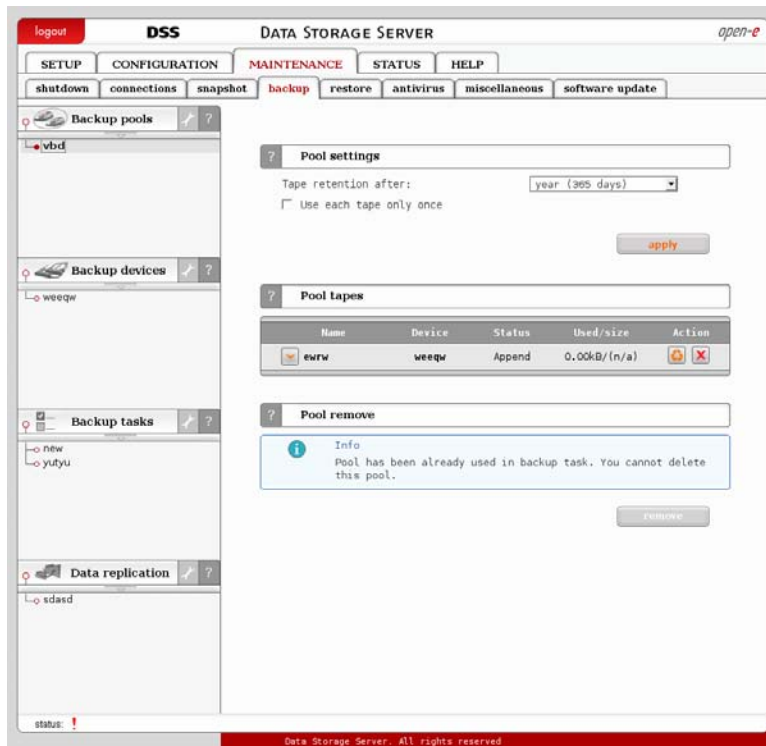 logout DSS DATA STORAGE SERVER open-e
SETUP CONFIGURATION MAINTENANCE STATUS HELP
shutdown connections snapshot backup restore antivirus miscellaneous software update
Backup pools ?
vbd
Backup devices ?
weeqw
Backup tasks ?
new
yutyu
Data replication ?
sdasd
? Pool settings
Tape retention after: year (365 days)
Use each tape only once
apply
? Pool tapes
Name Device Status Used/size Action
ewrw weeqw Append 0.00kB/(n/a)
? Pool remove
Info
Pool has been already used in backup task. You cannot delete
this pool.
remove
status: !
Data Storage Server. All rights reserved